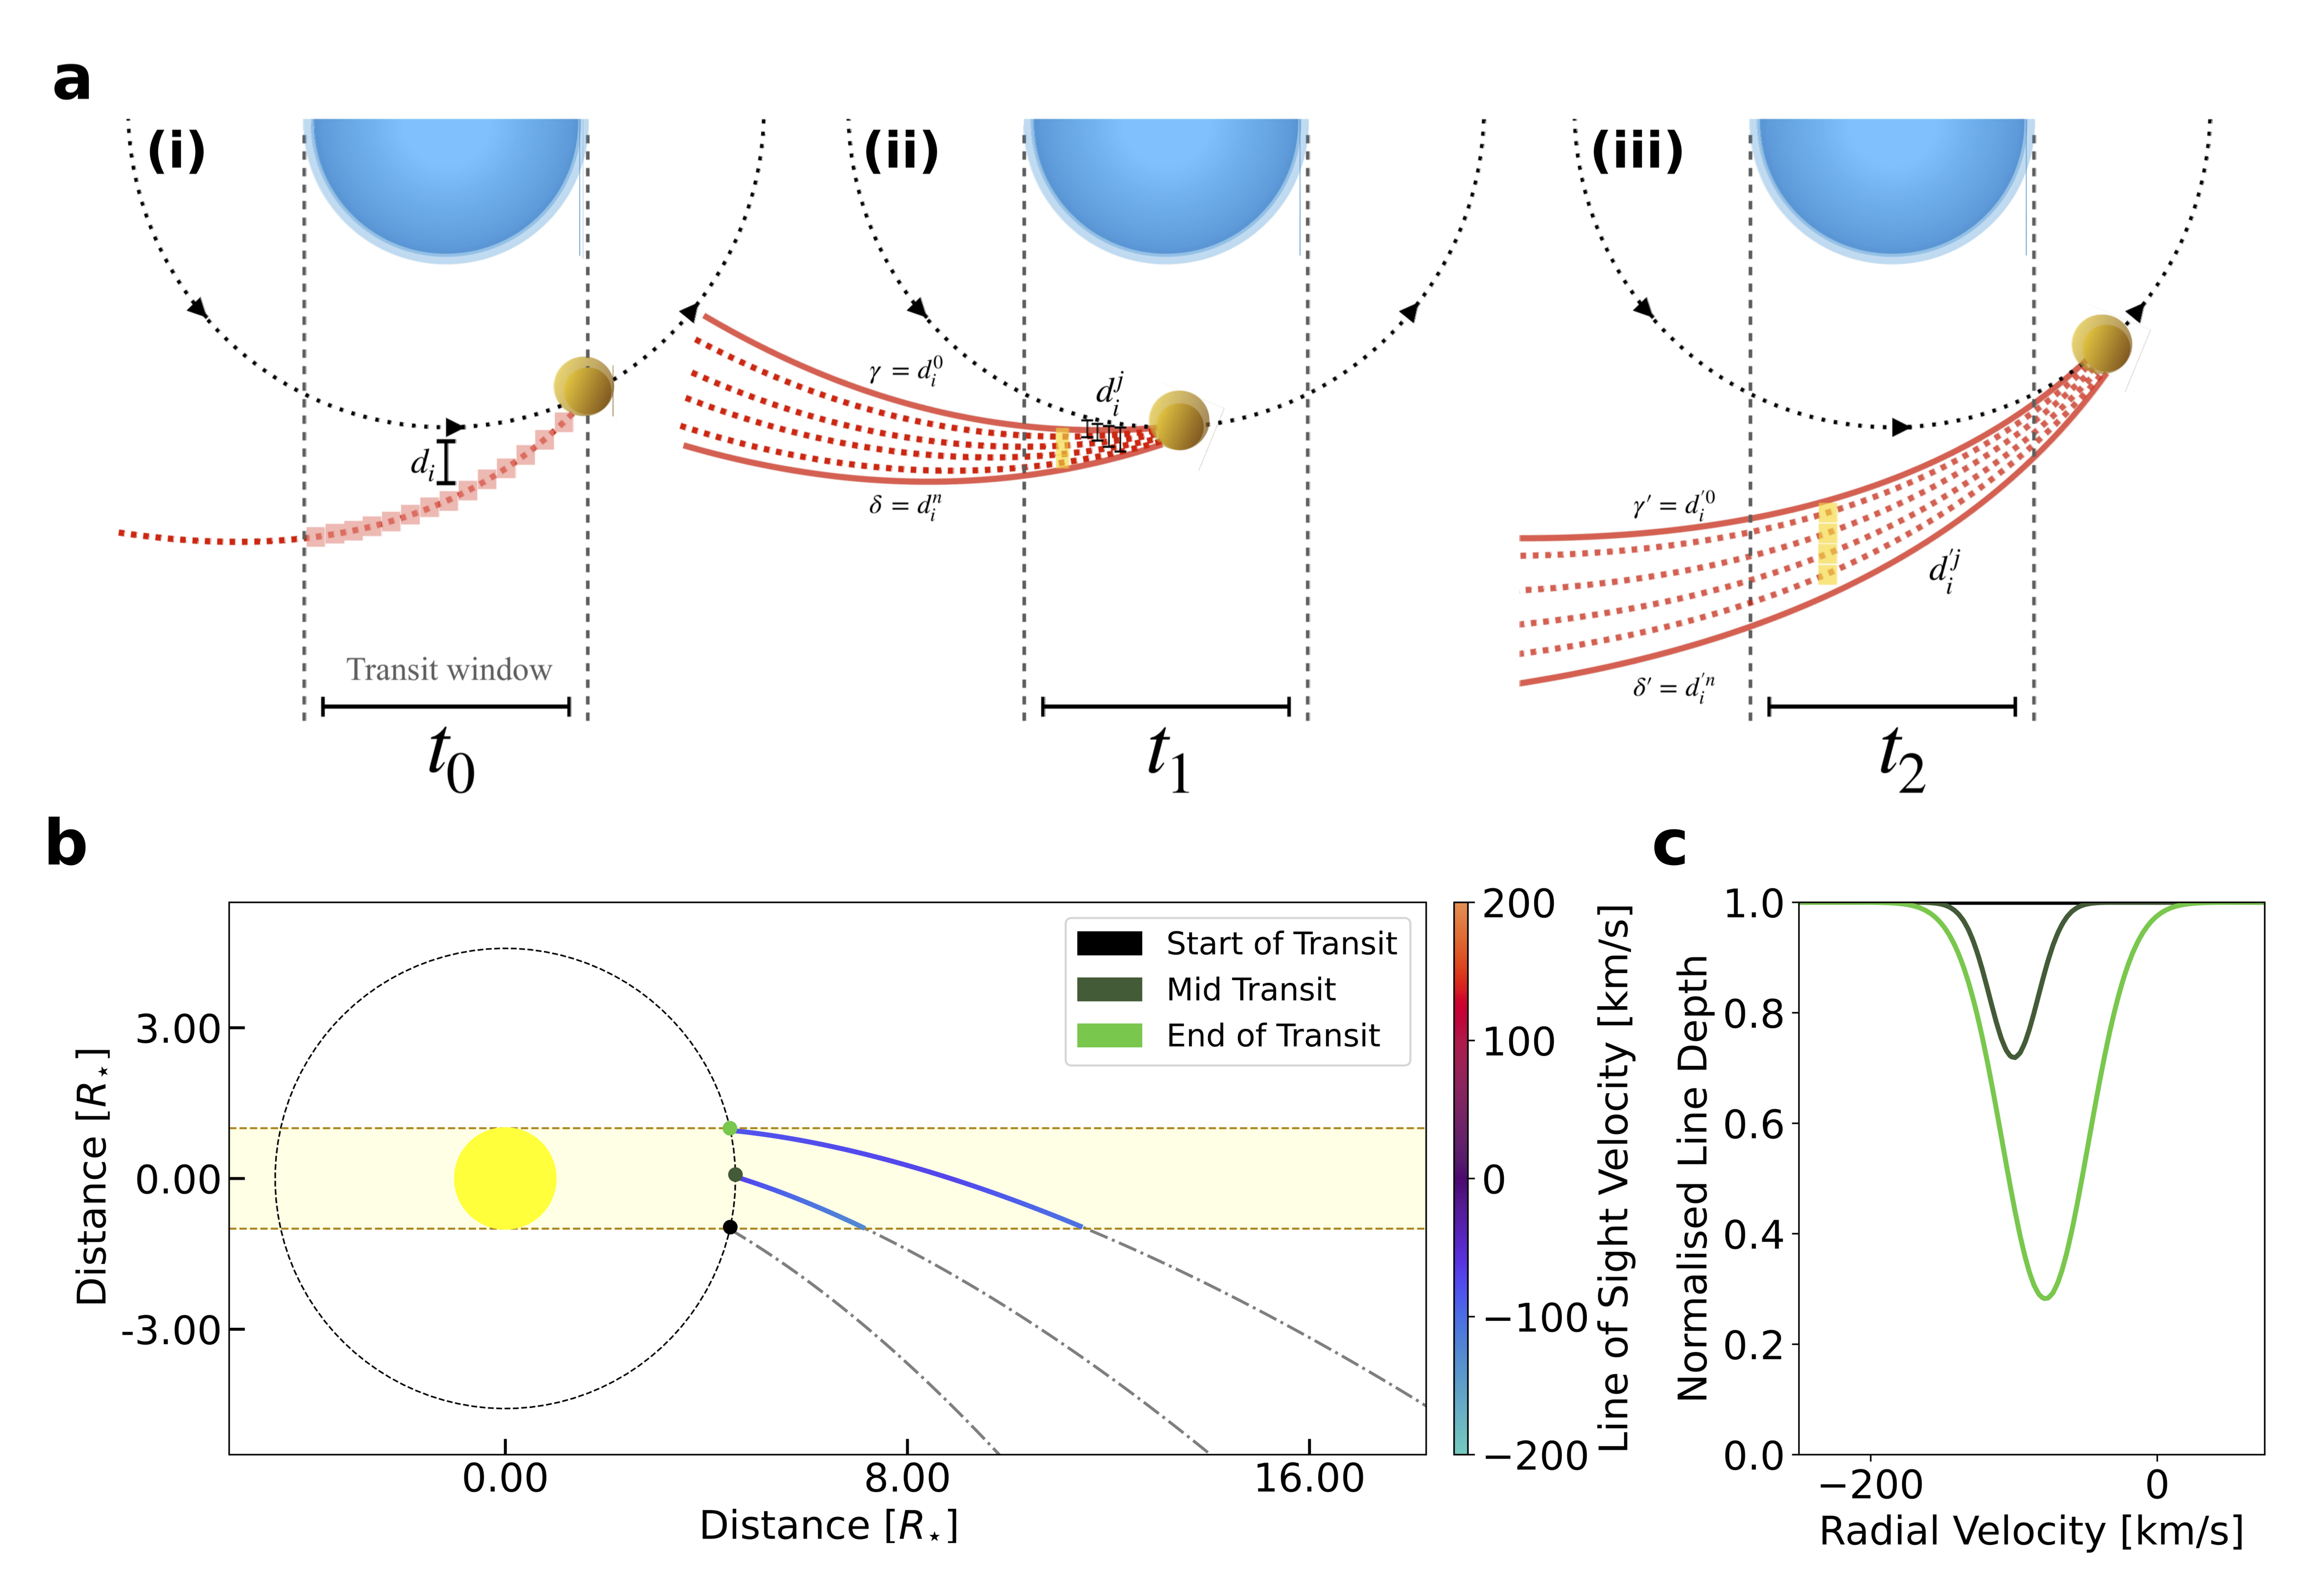 a
(i)
(ii)
(iii)
γ = d_i^0
d_i^j
d_i
δ = d_i^n
γ′ = d_i^′0
d_i^′j
δ′ = d_i^′n
Transit window
t_0
t_1
t_2
b
Start of Transit
Mid Transit
End of Transit
3.00
0.00
-3.00
Distance [R⋆]
0.00
8.00
16.00
Distance [R⋆]
200
100
0
−100
−200
Line of Sight Velocity [km/s]
c
1.0
0.8
0.6
0.4
0.2
0.0
Normalised Line Depth
−200
0
Radial Velocity [km/s]